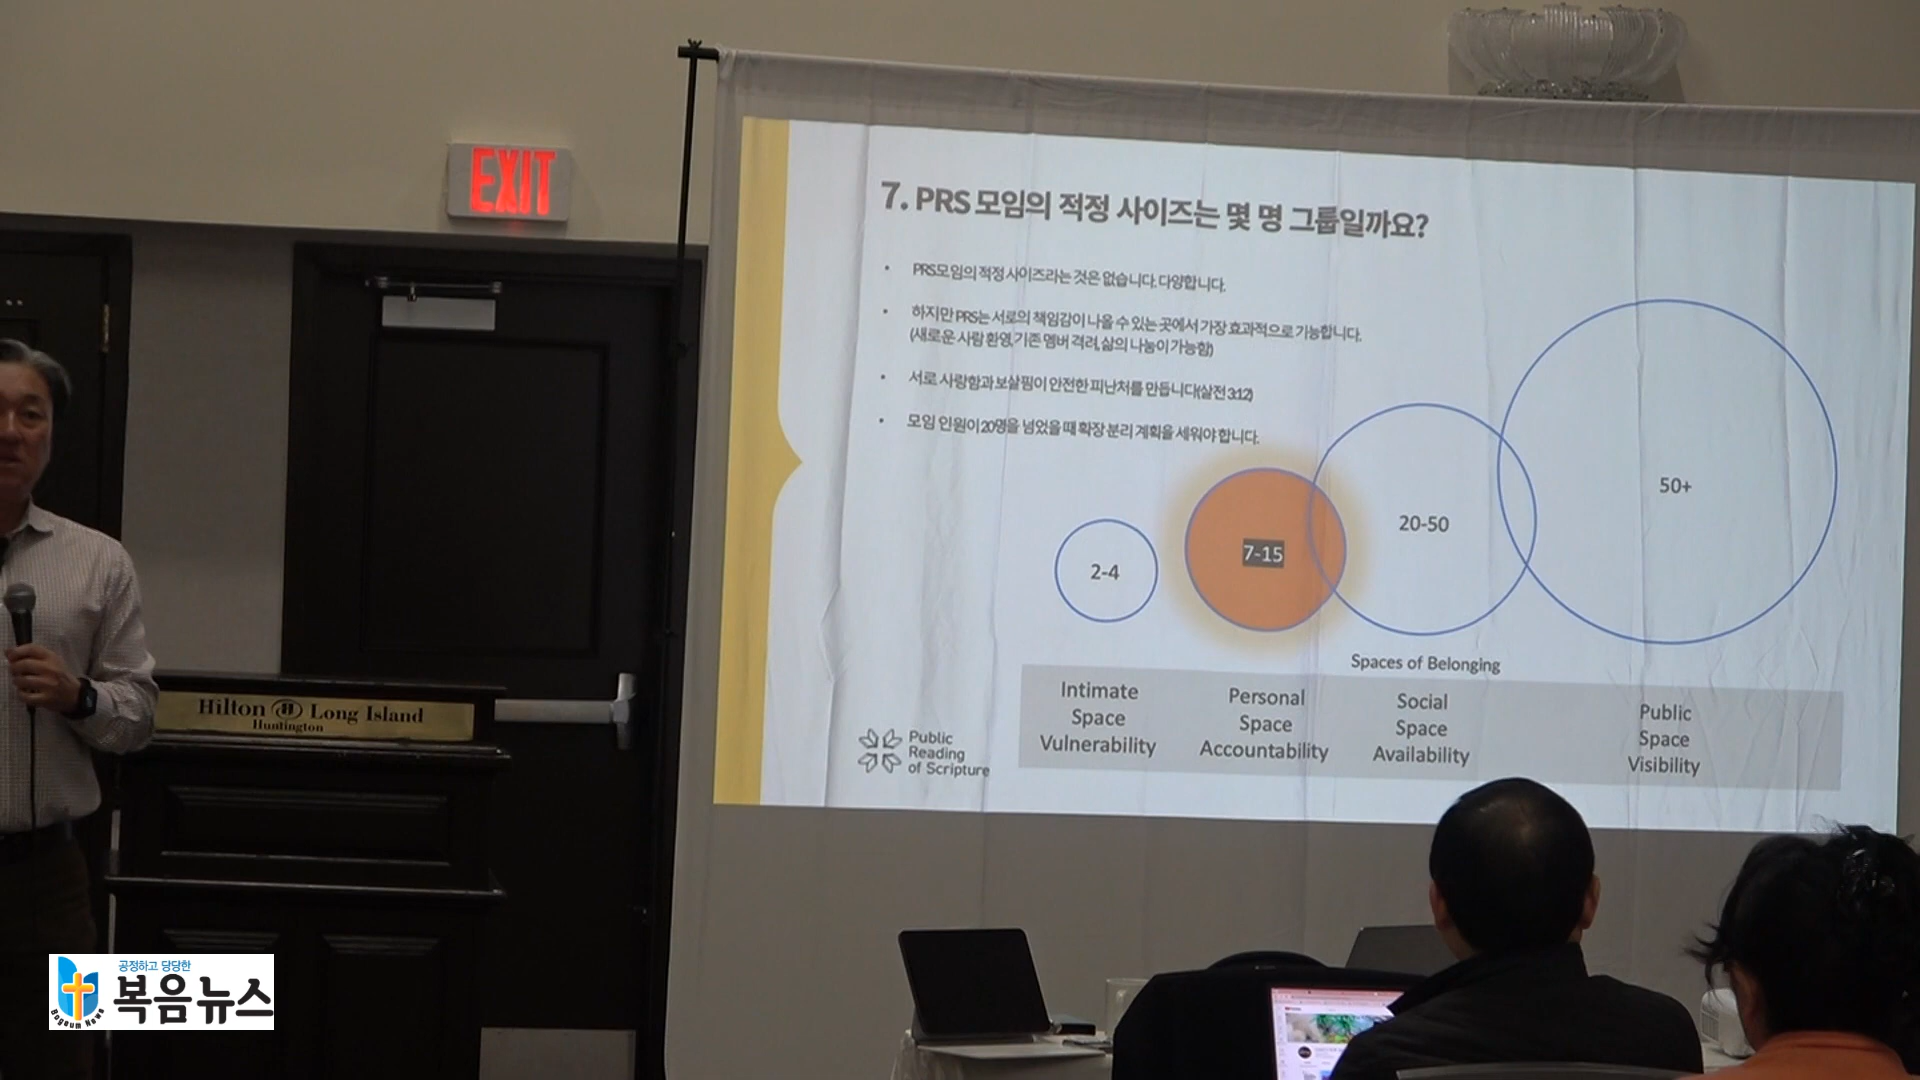 EXIT
7. PRS 모임의 적정 사이즈는 몇 명 그룹일까요?
• PRS모임의 적정 사이즈라는 것은 없습니다. 다양합니다.
• 하지만 PRS는 서로의 책임감이 나올 수 있는 곳에서 가장 효과적으로 기능합니다.
(새로운 사람 환영, 기존 멤버 격려, 삶의 나눔이 가능함)
• 서로 사랑함과 보살핌이 안전한 피난처를 만듭니다(살전 3:12)
• 모임 인원이 20명을 넘었을 때 확장 분리 계획을 세워야 합니다.
2-4
7-15
20-50
50+
Spaces of Belonging
Intimate
Space
Vulnerability
Personal
Space
Accountability
Social
Space
Availability
Public
Space
Visibility
Public
Reading
of Scripture
Hilton H Long Island
Huntington
공정하고 당당한
복음뉴스
Bogeum News